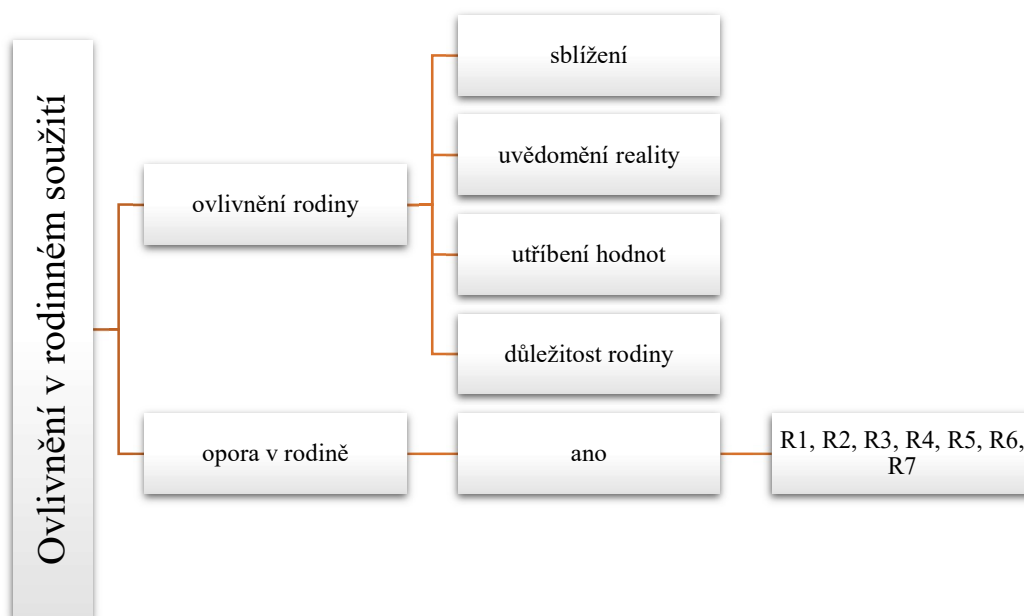 Ovlivnění v rodinném soužití
ovlivnění rodiny
sblížení
uvědomění reality
utříbení hodnot
důležitost rodiny
opora v rodině
ano
R1, R2, R3, R4, R5, R6,
R7